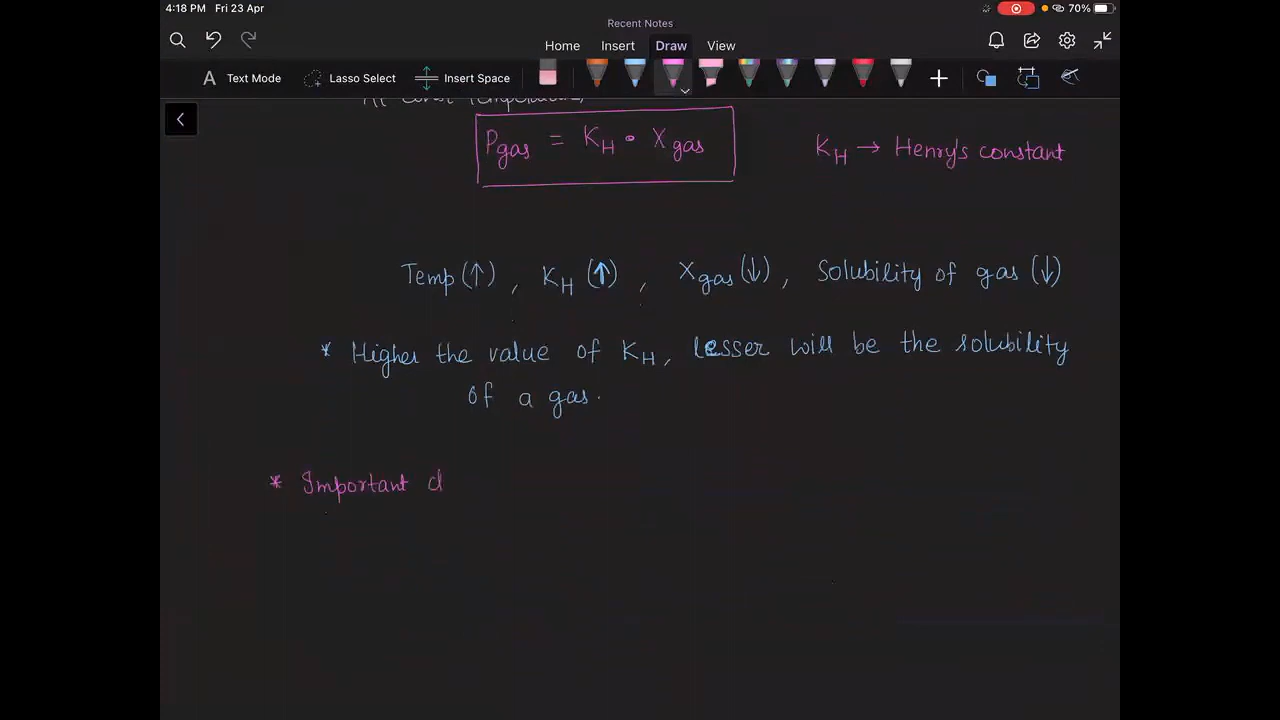 4:18 PM Fri 23 Apr
70%
Recent Notes
Home Insert Draw View
Text Mode Lasso Select Insert Space
Pgas = KH • Xgas
KH → Henry's constant
Temp (↑), KH (↑), Xgas (↓), Solubility of gas (↓)
* Higher the value of KH, lesser will be the solubility
of a gas.
* Important d